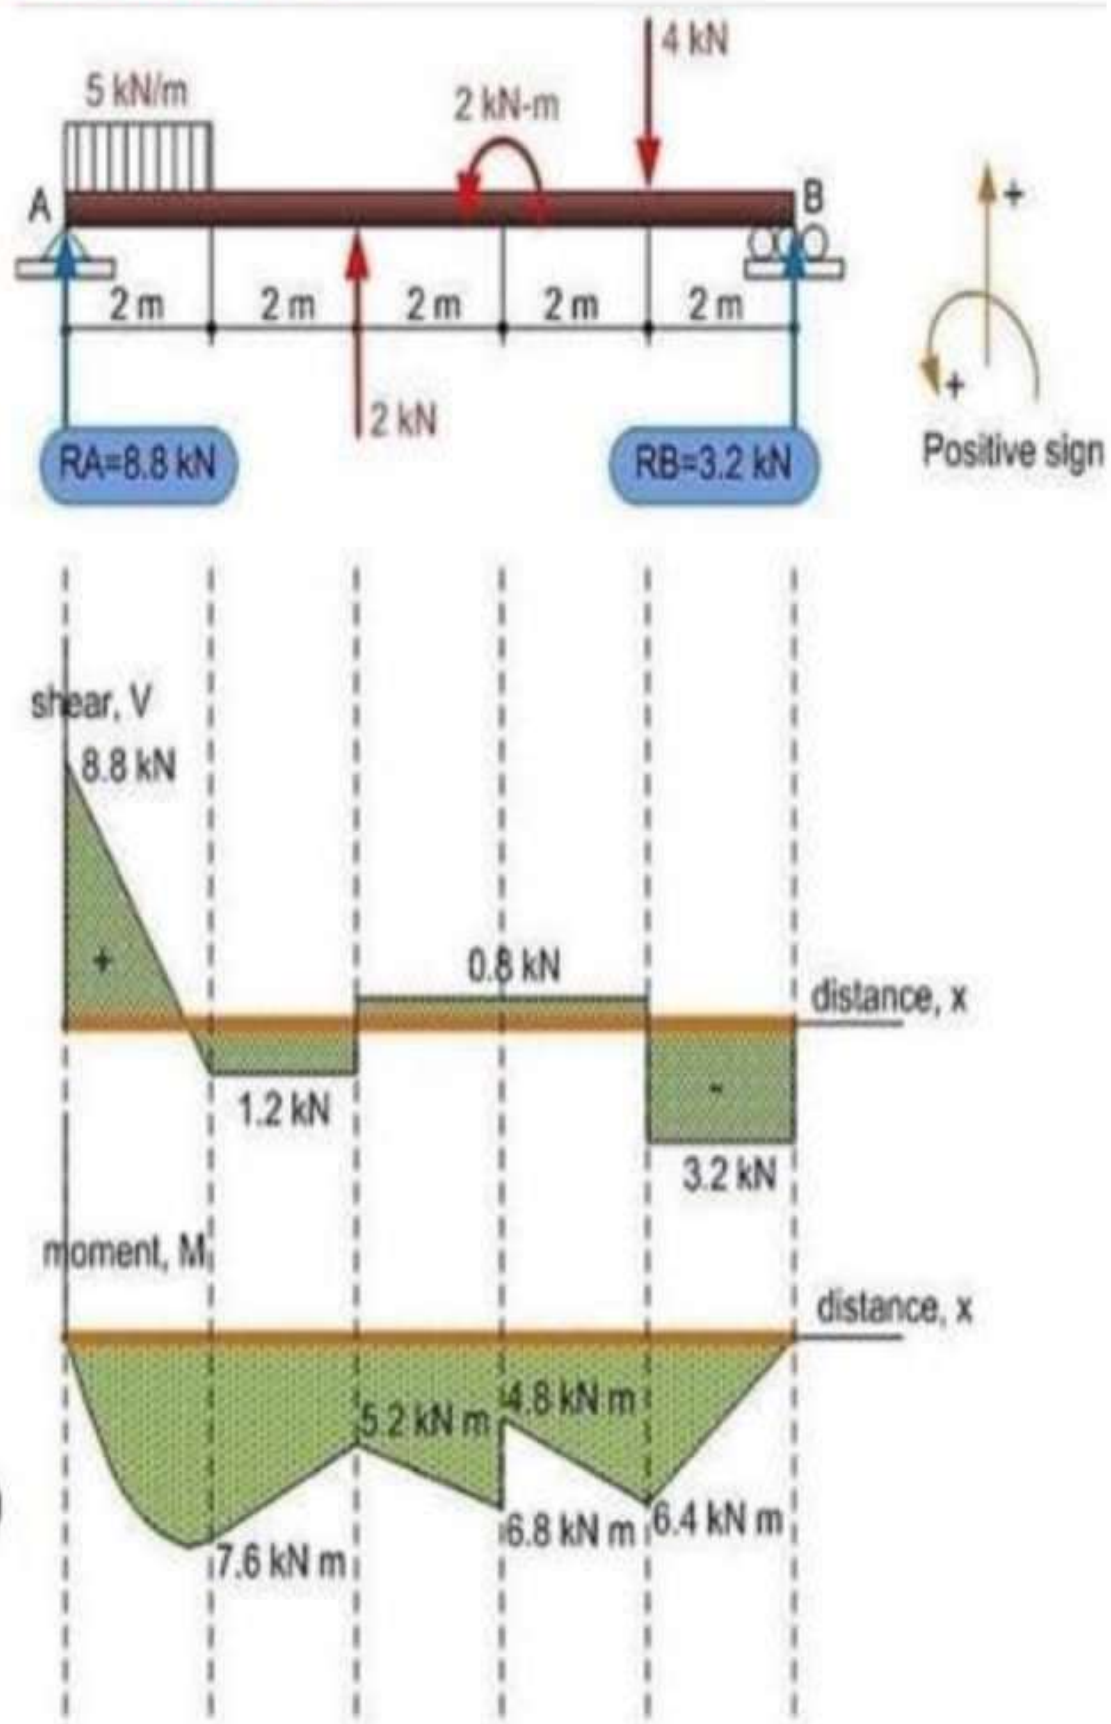 4 kN
5 kN/m
2 kN-m
A
B
+
2 m
2 m
2 m
2 m
2 m
+
2 kN
Positive sign
RA=8.8 kN
RB=3.2 kN
shear, V
8.8 kN
+
0.8 kN
distance, x
-
1.2 kN
3.2 kN
moment, M
distance, x
4.8 kN m
5.2 kN m
6.8 kN m
6.4 kN m
7.6 kN m